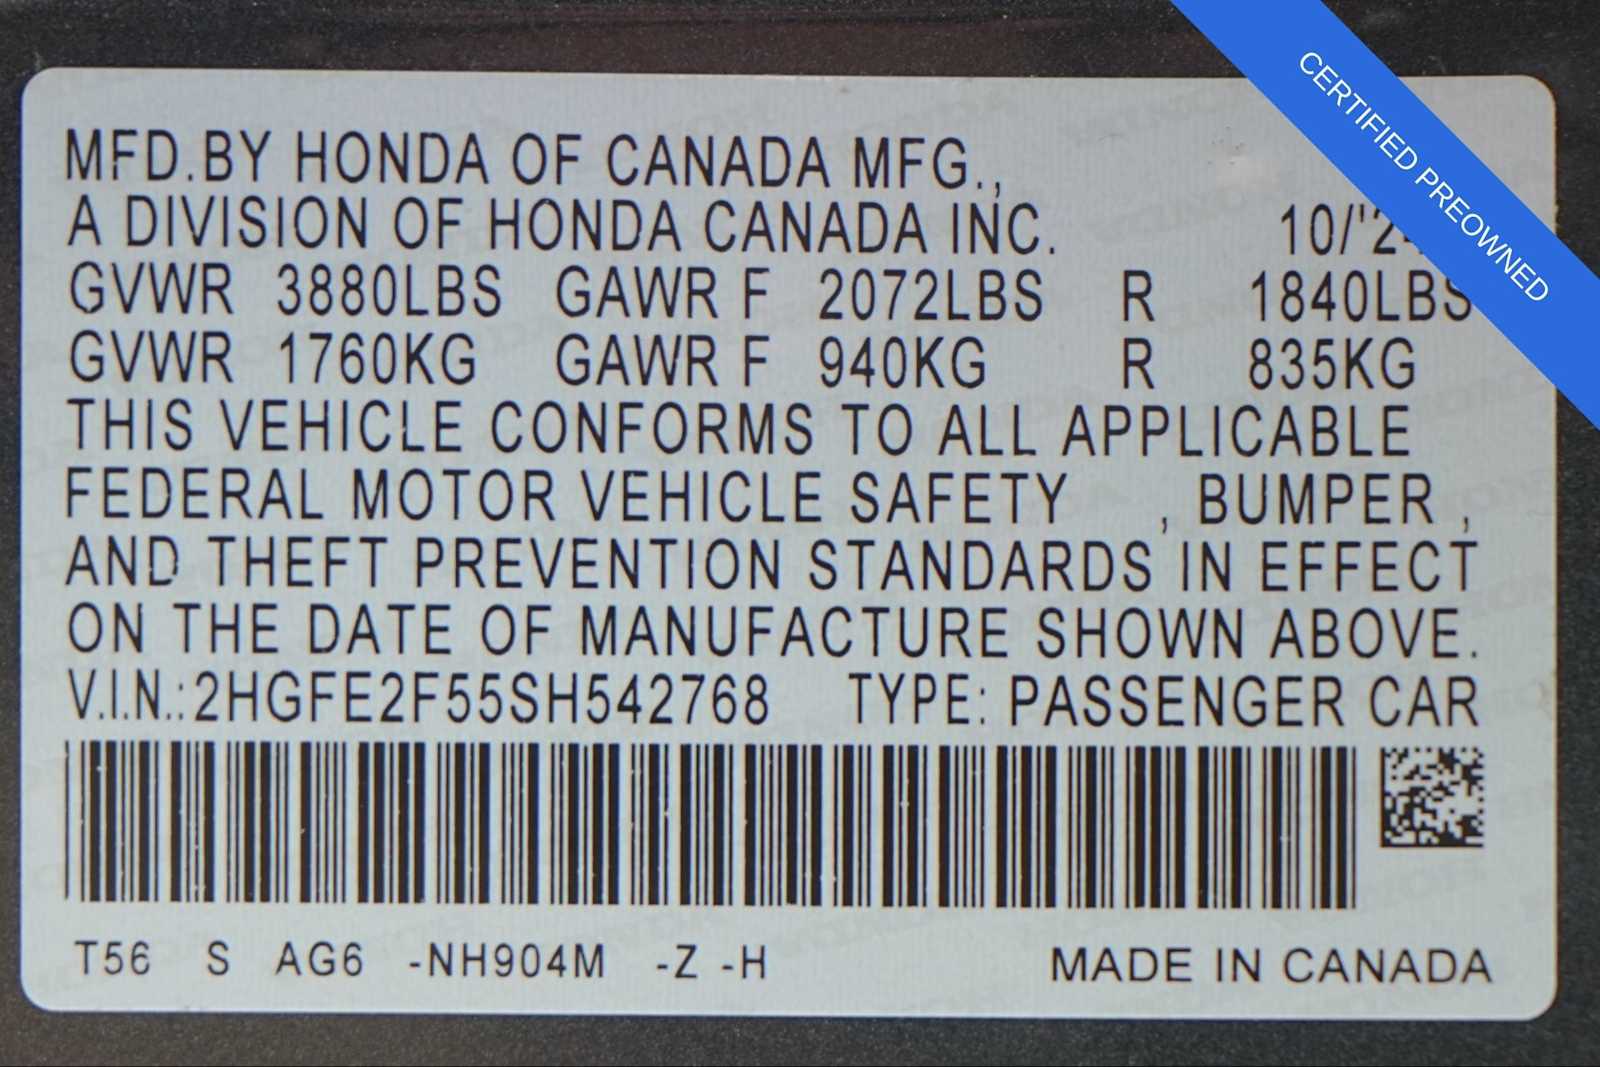 CERTIFIED PREOWNED
MFD.BY HONDA OF CANADA MFG.,
A DIVISION OF HONDA CANADA INC.
GVWR 3880LBS GAWR F 2072LBS R 1840LBS
GVWR 1760KG GAWR F 940KG R 835KG
THIS VEHICLE CONFORMS TO ALL APPLICABLE
FEDERAL MOTOR VEHICLE SAFETY , BUMPER ,
AND THEFT PREVENTION STANDARDS IN EFFECT
ON THE DATE OF MANUFACTURE SHOWN ABOVE.
V.I.N.:2HGFE2F55SH542768 TYPE: PASSENGER CAR
T56 S AG6 -NH904M -Z -H MADE IN CANADA